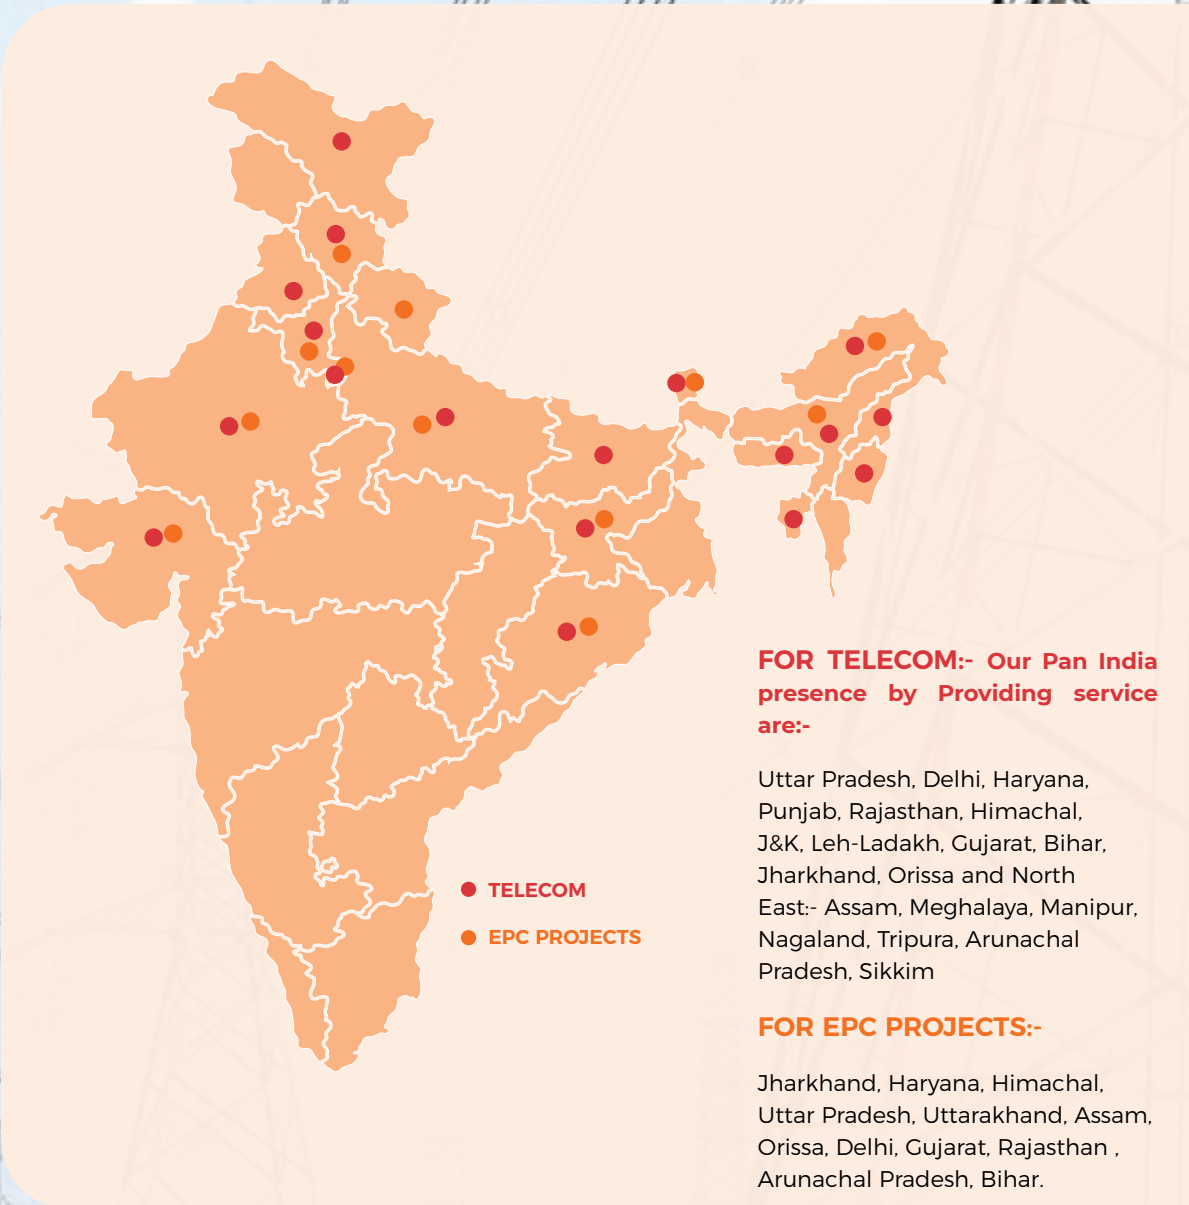 TELECOM
EPC PROJECTS
FOR TELECOM:- Our Pan India
presence by Providing service
are:-
Uttar Pradesh, Delhi, Haryana,
Punjab, Rajasthan, Himachal,
J&K, Leh-Ladakh, Gujarat, Bihar,
Jharkhand, Orissa and North
East:- Assam, Meghalaya, Manipur,
Nagaland, Tripura, Arunachal
Pradesh, Sikkim
FOR EPC PROJECTS:-
Jharkhand, Haryana, Himachal,
Uttar Pradesh, Uttarakhand, Assam,
Orissa, Delhi, Gujarat, Rajasthan ,
Arunachal Pradesh, Bihar.